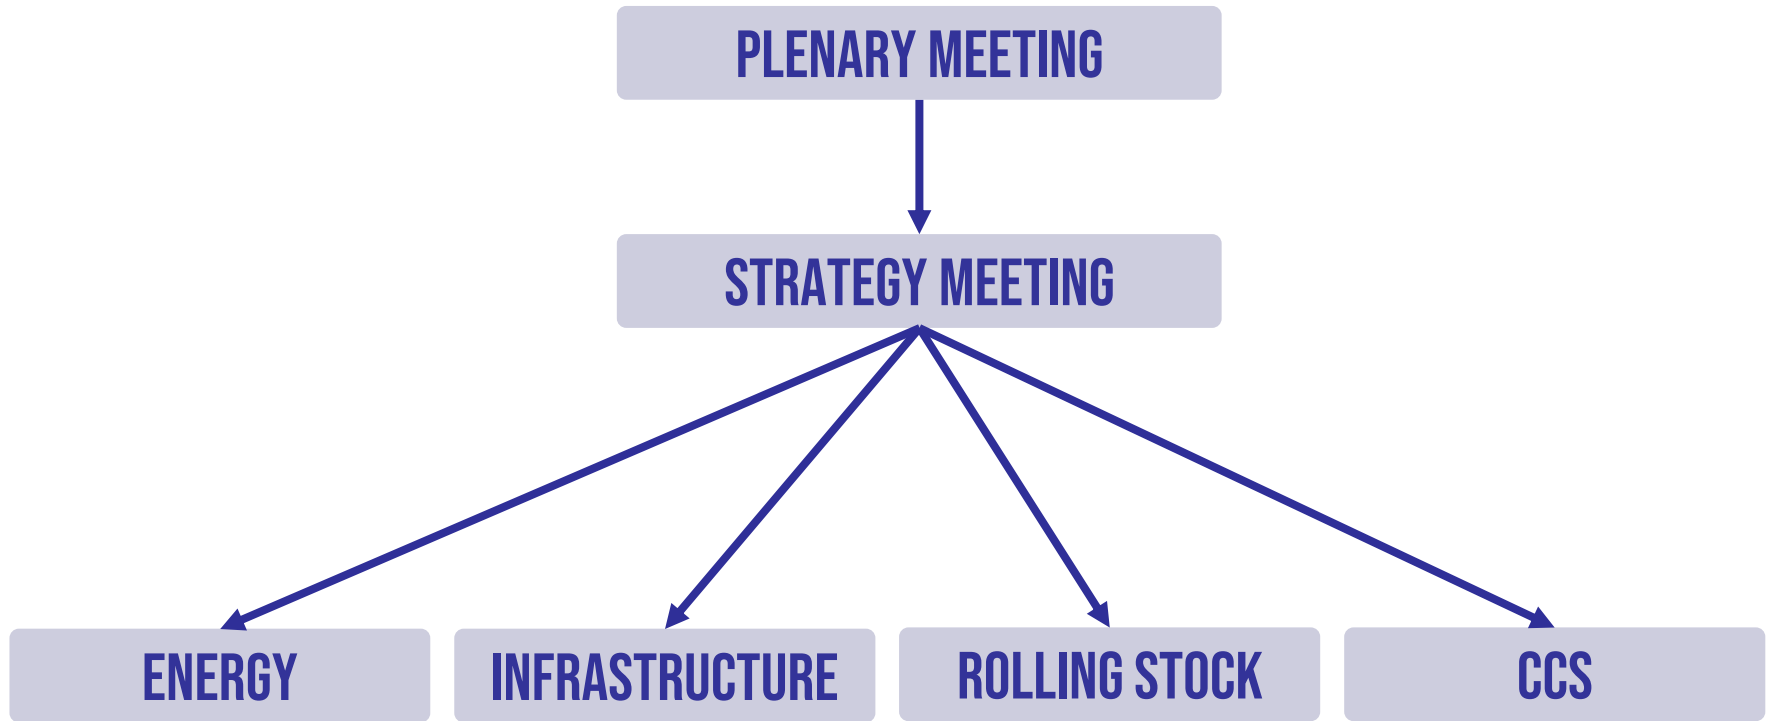 PLENARY MEETING
STRATEGY MEETING
ENERGY
INFRASTRUCTURE
ROLLING STOCK
CCS